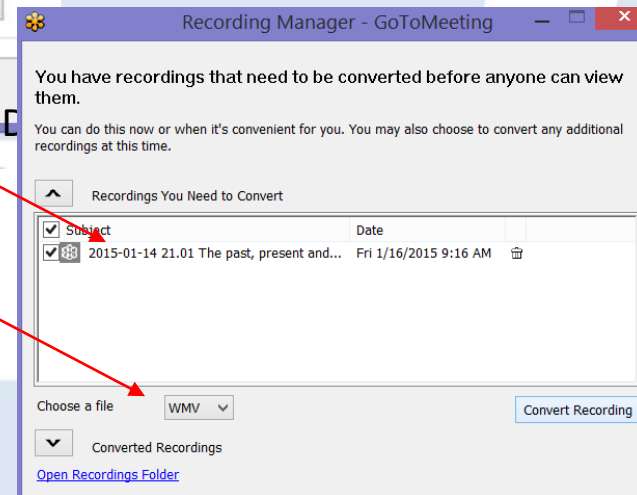 Recording Manager - GoToMeeting
You have recordings that need to be converted before anyone can view
them.
You can do this now or when it's convenient for you. You may also choose to convert any additional
recordings at this time.
Recordings You Need to Convert
Subject Date
2015-01-14 21.01 The past, present and... Fri 1/16/2015 9:16 AM
Choose a file WMV Convert Recording
Converted Recordings
Open Recordings Folder